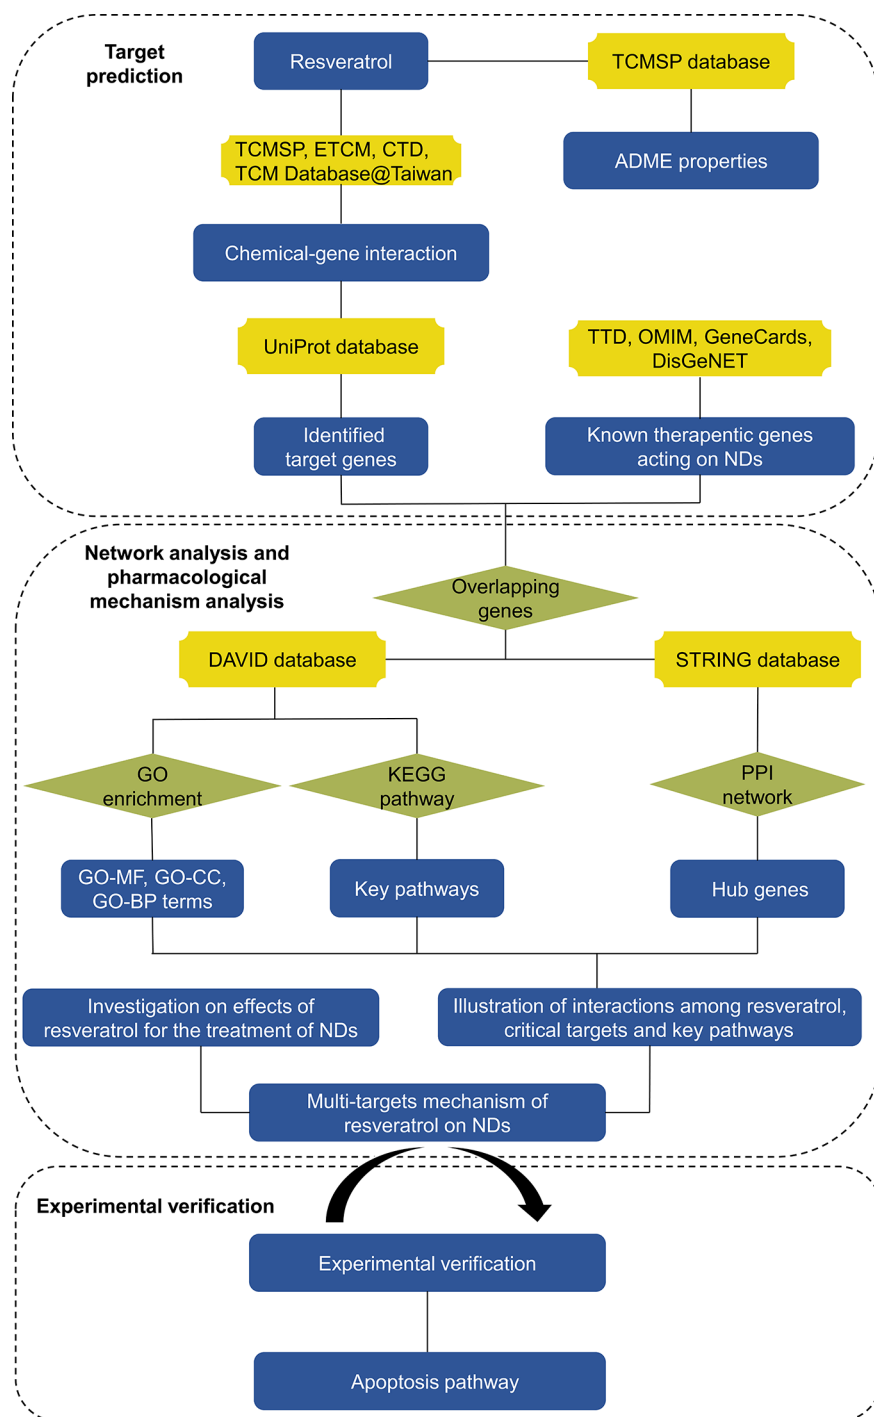 Target
prediction
Resveratrol
TCMSP database
TCMSP, ETCM, CTD,
TCM Database@Taiwan
ADME properties
Chemical-gene interaction
UniProt database
TTD, OMIM, GeneCards,
DisGeNET
Identified
target genes
Known therapentic genes
acting on NDs
Network analysis and
pharmacological
mechanism analysis
Overlapping
genes
DAVID database
STRING database
GO
enrichment
KEGG
pathway
PPI
network
GO-MF, GO-CC,
GO-BP terms
Key pathways
Hub genes
Investigation on effects of
resveratrol for the treatment of NDs
Illustration of interactions among resveratrol,
critical targets and key pathways
Multi-targets mechanism of
resveratrol on NDs
Experimental verification
Experimental verification
Apoptosis pathway